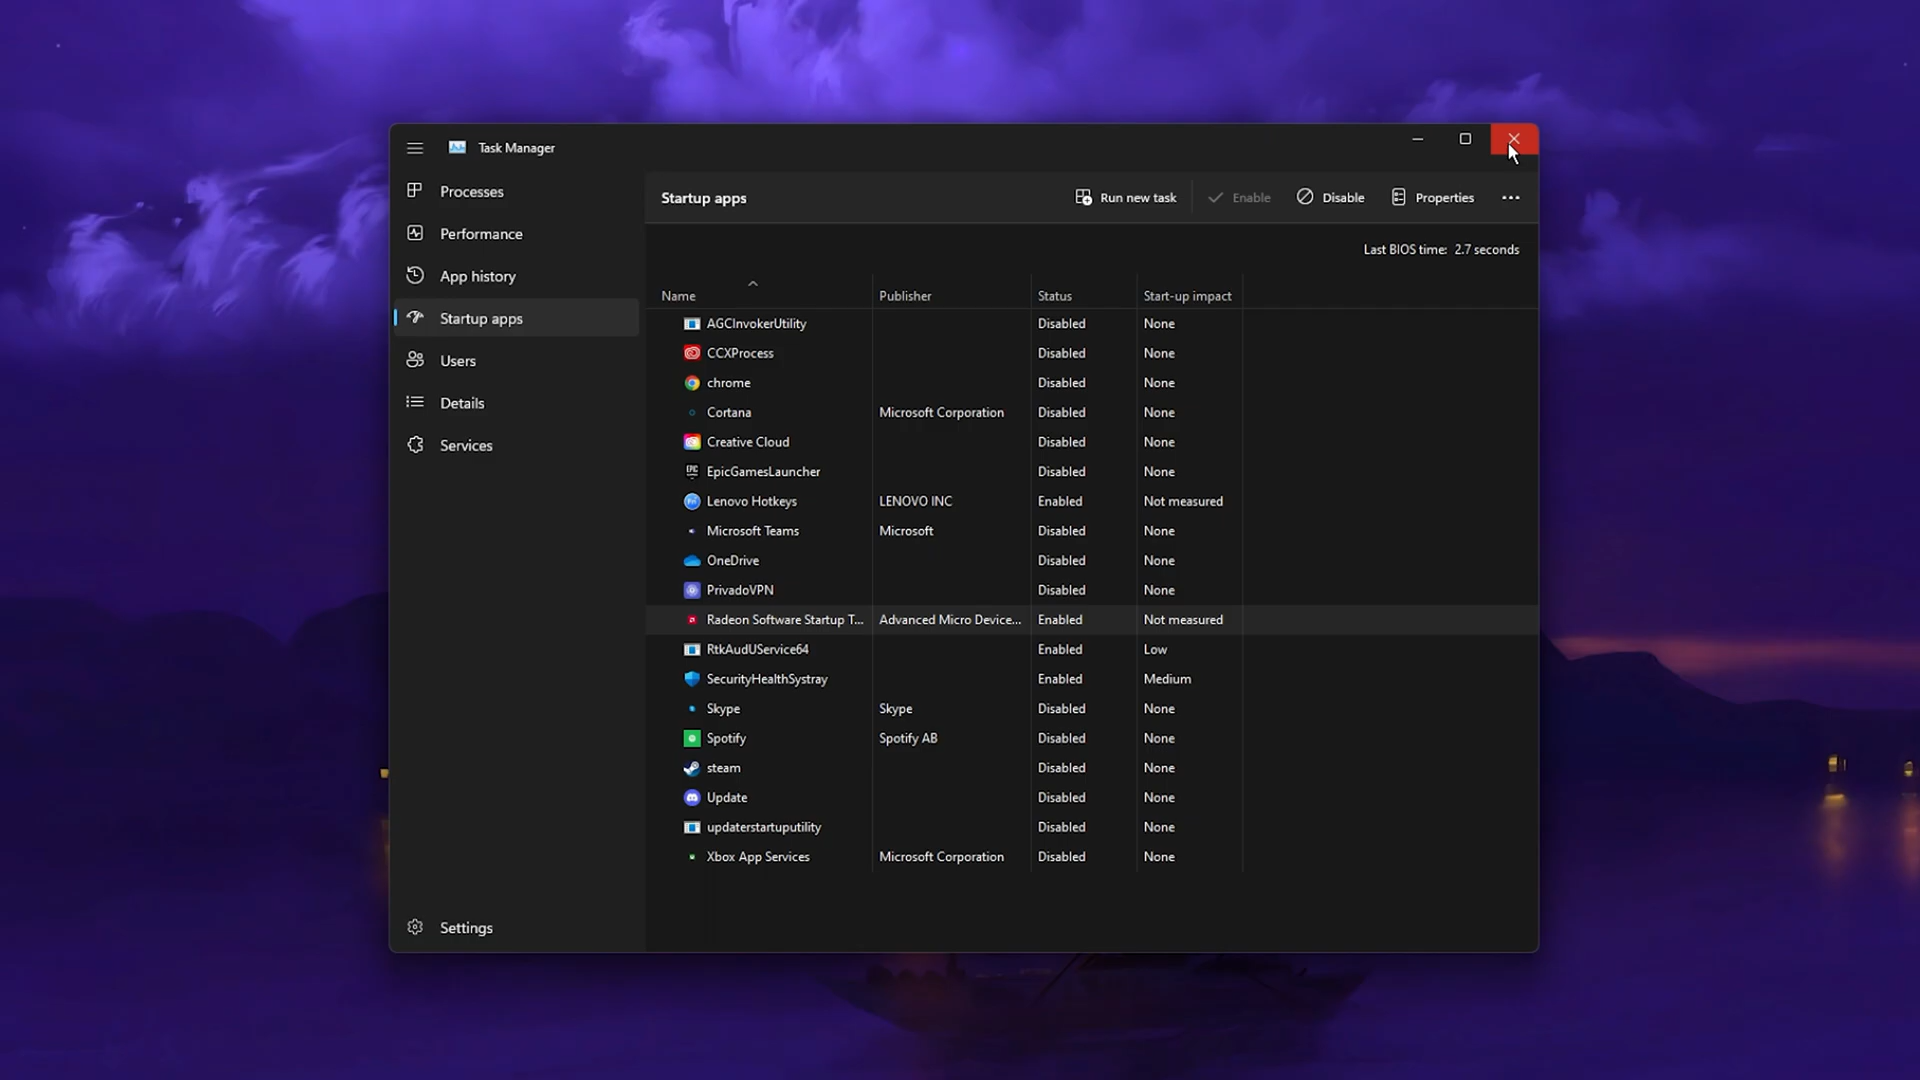 Task Manager
Processes
Performance
App history
Startup apps
Users
Details
Services
Settings
Startup apps
Run new task
Enable
Disable
Properties
Last BIOS time: 2.7 seconds
Name Publisher Status Start-up impact
AGCInvokerUtility Disabled None
CCXProcess Disabled None
chrome Disabled None
Cortana Microsoft Corporation Disabled None
Creative Cloud Disabled None
EpicGamesLauncher Disabled None
Lenovo Hotkeys LENOVO INC Enabled Not measured
Microsoft Teams Microsoft Disabled None
OneDrive Disabled None
PrivadoVPN Disabled None
Radeon Software Startup T... Advanced Micro Device... Enabled Not measured
RtkAudUService64 Enabled Low
SecurityHealthSystray Enabled Medium
Skype Skype Disabled None
Spotify Spotify AB Disabled None
steam Disabled None
Update Disabled None
updaterstartuputility Disabled None
Xbox App Services Microsoft Corporation Disabled None